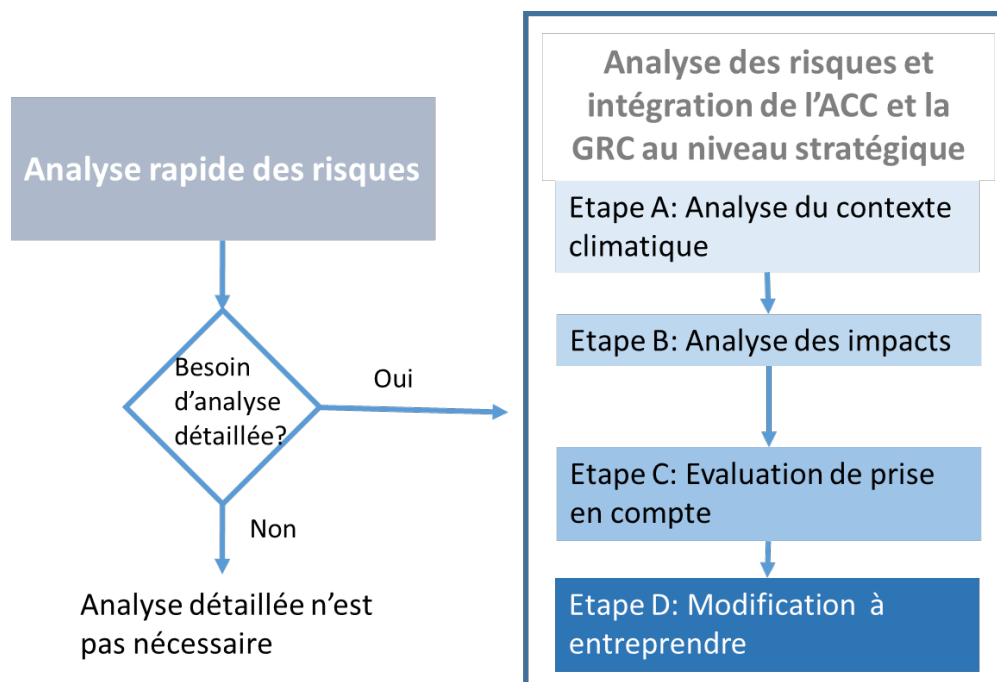 Analyse rapide des risques
Besoin
d'analyse
détaillée?
Oui
Non
Analyse détaillée n'est
pas nécessaire
Analyse des risques et
intégration de l'ACC et la
GRC au niveau stratégique
Etape A: Analyse du contexte
climatique
Etape B: Analyse des impacts
Etape C: Evaluation de prise
en compte
Etape D: Modification à
entreprendre